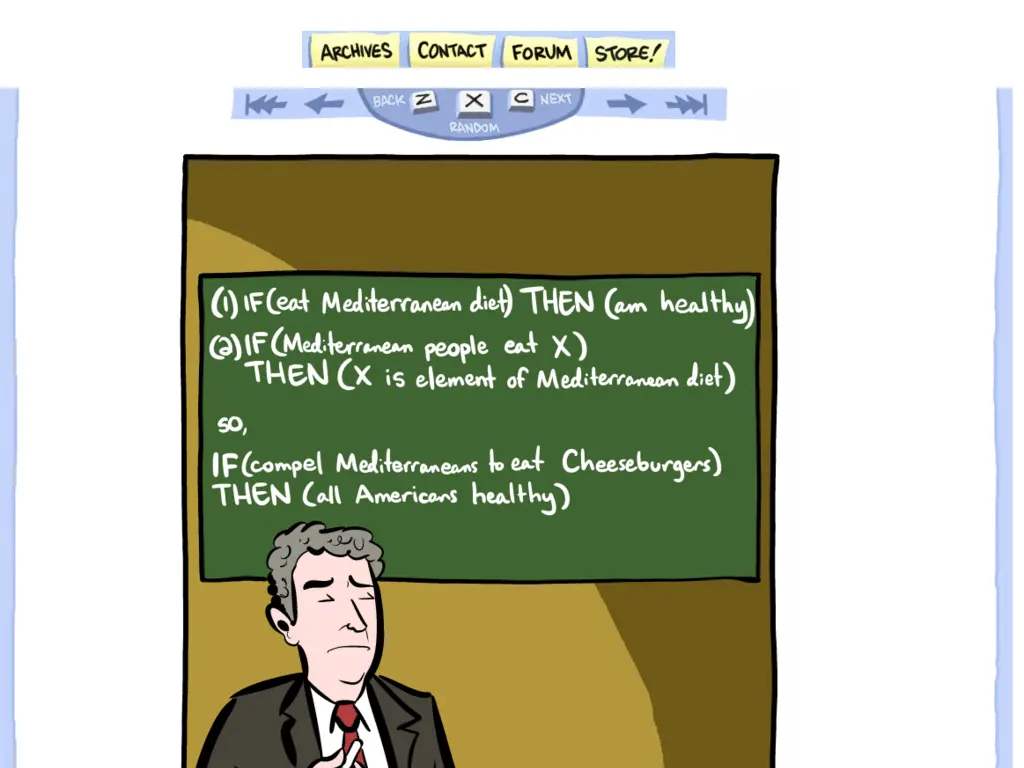 ARCHIVES CONTACT FORUM STORE!
BACK Z X C NEXT
RANDOM
(1) IF (eat Mediterranean diet) THEN (am healthy)
(2) IF (Mediterranean people eat X)
THEN (X is element of Mediterranean diet)
so,
IF (compel Mediterraneans to eat Cheeseburgers)
THEN (all Americans healthy)